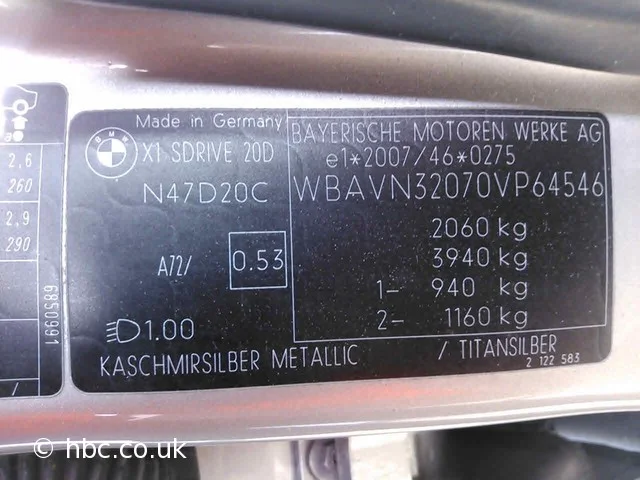 Made in Germany
BMW
X1 SDRIVE 20D
N47D20C
A72/ 0.53
1.00
BAYERISCHE MOTOREN WERKE AG
e1*2007/46*0275
WBAVN32070VP64546
2060 kg
3940 kg
1- 940 kg
2- 1160 kg
KASCHMIRSILBER METALLIC / TITANSILBER
2 122 583
2.6
260
2.9
290
/
6850991
© hbc.co.uk